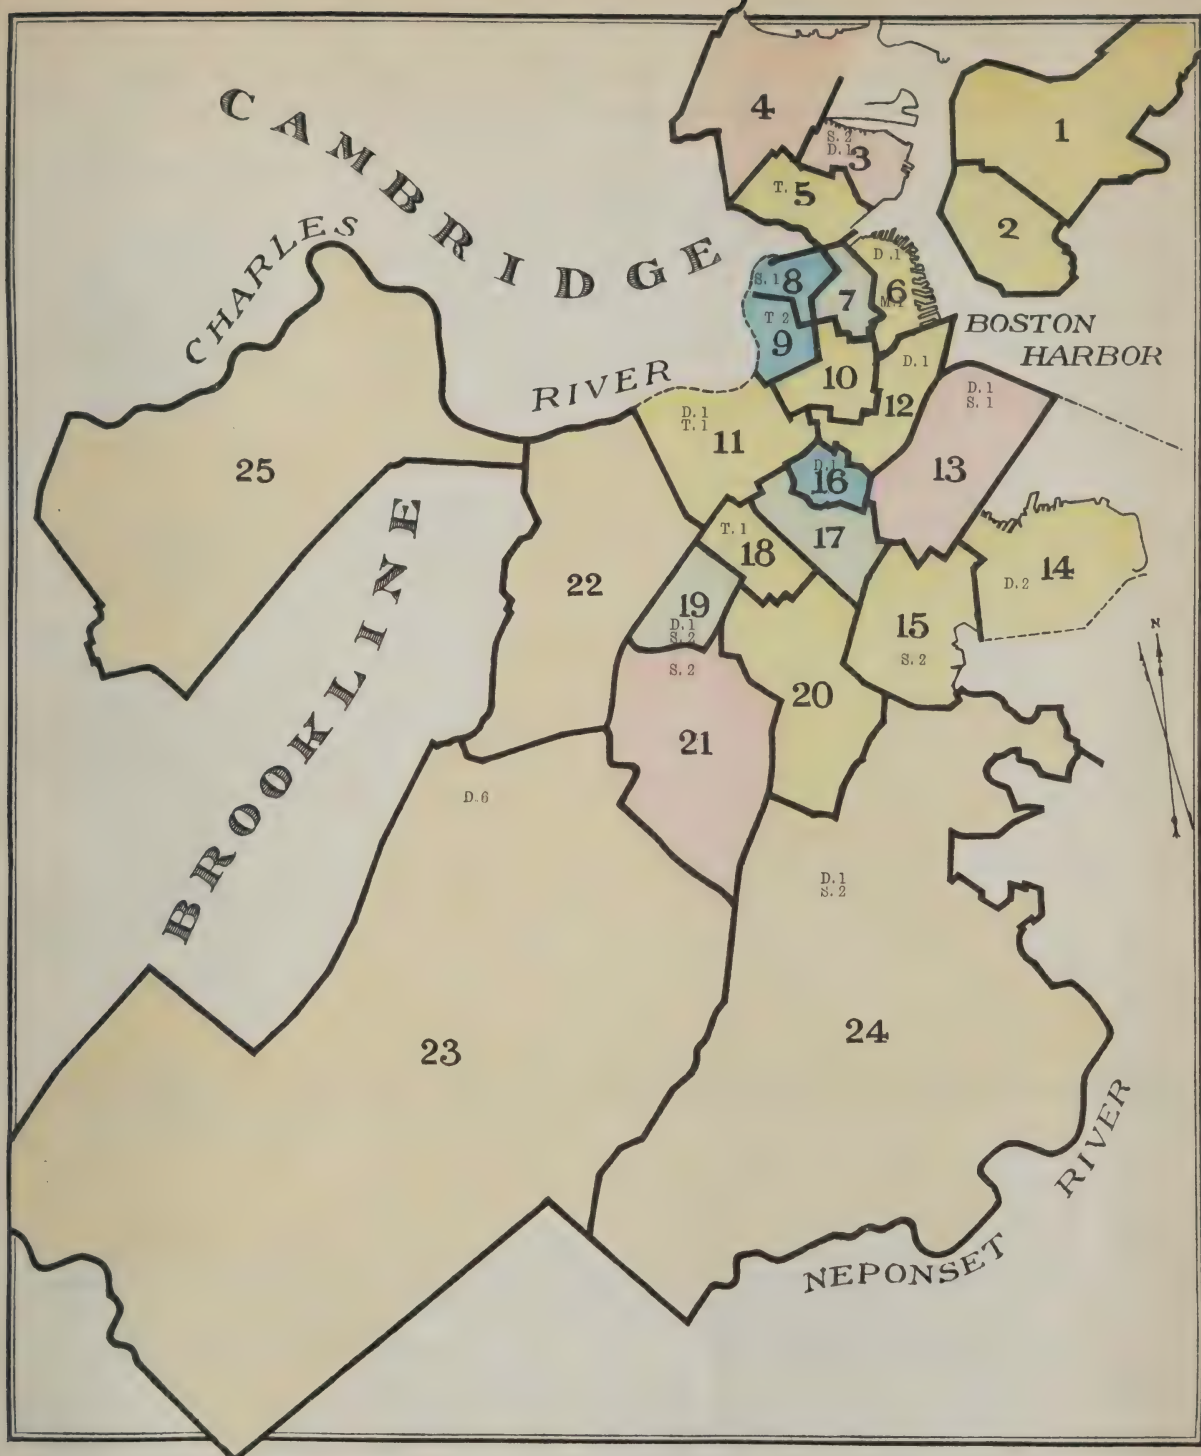 CAMBRIDGE
CHARLES
RIVER
BOSTON
HARBOR
BROOKLINE
NEPONSET
RIVER
N
1
2
S. 2
D. 1
3
4
T.
5
D. 1
6
7
S. 1
8
T 2
9
10
D. 1
T. 1
11
D. 1
12
D. 1
S. 1
13
D. 2
14
15
S. 2
D. 1
16
17
T. 1
18
19
D. 1
S. 2
20
S. 2
21
22
D. 6
23
D. 1
S. 2
24
25